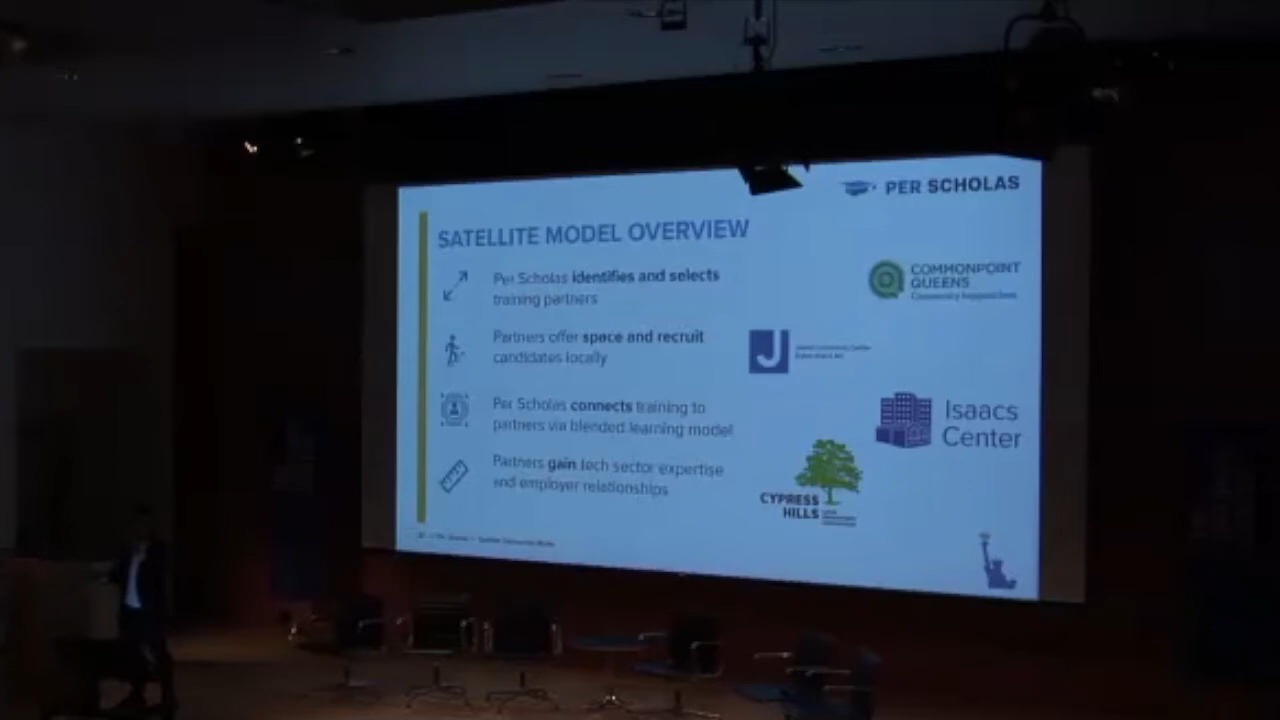 PER SCHOLAS
SATELLITE MODEL OVERVIEW
Per Scholas identifies and selects
training partners
Partners offer space and recruit
candidates locally
Per Scholas connects training to
partners via blended learning model
Partners gain tech sector expertise
and employer relationships
COMMONPOINT
QUEENS
J
Isaacs
Center
CYPRESS
HILLS